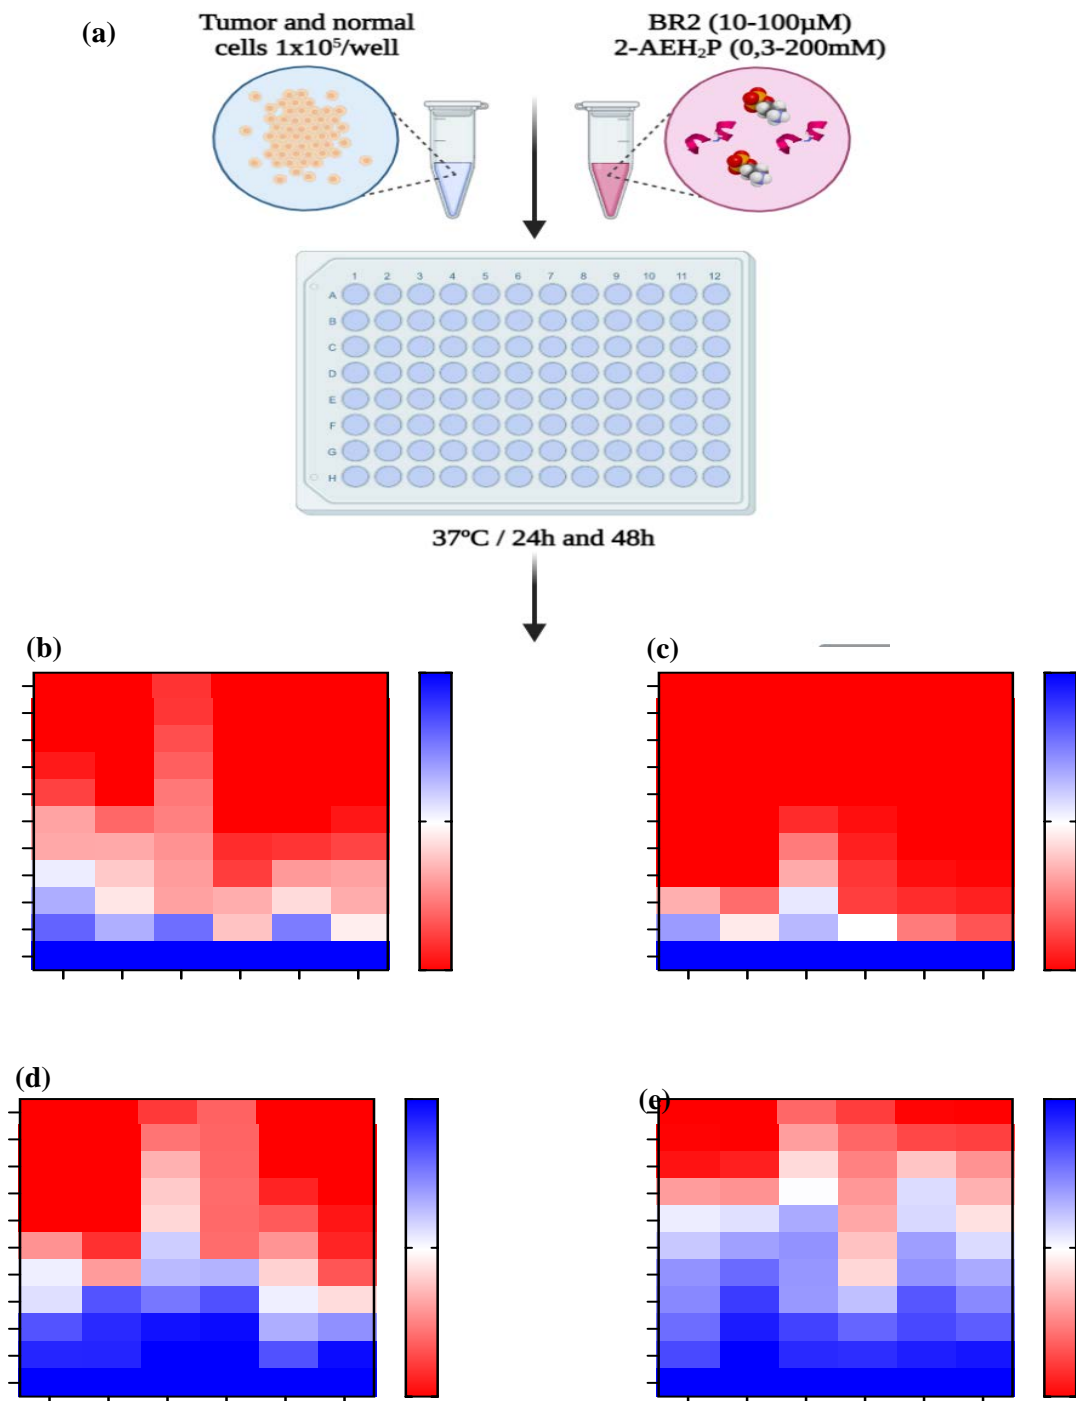 (a)
Tumor and normal
cells 1x10⁵/well
BR2 (10-100µM)
2-AEH₂P (0,3-200mM)
1 2 3 4 5 6 7 8 9 10 11 12
A
B
C
D
E
F
G
H
37ºC / 24h and 48h
(b)
(c)
(d)
(e)